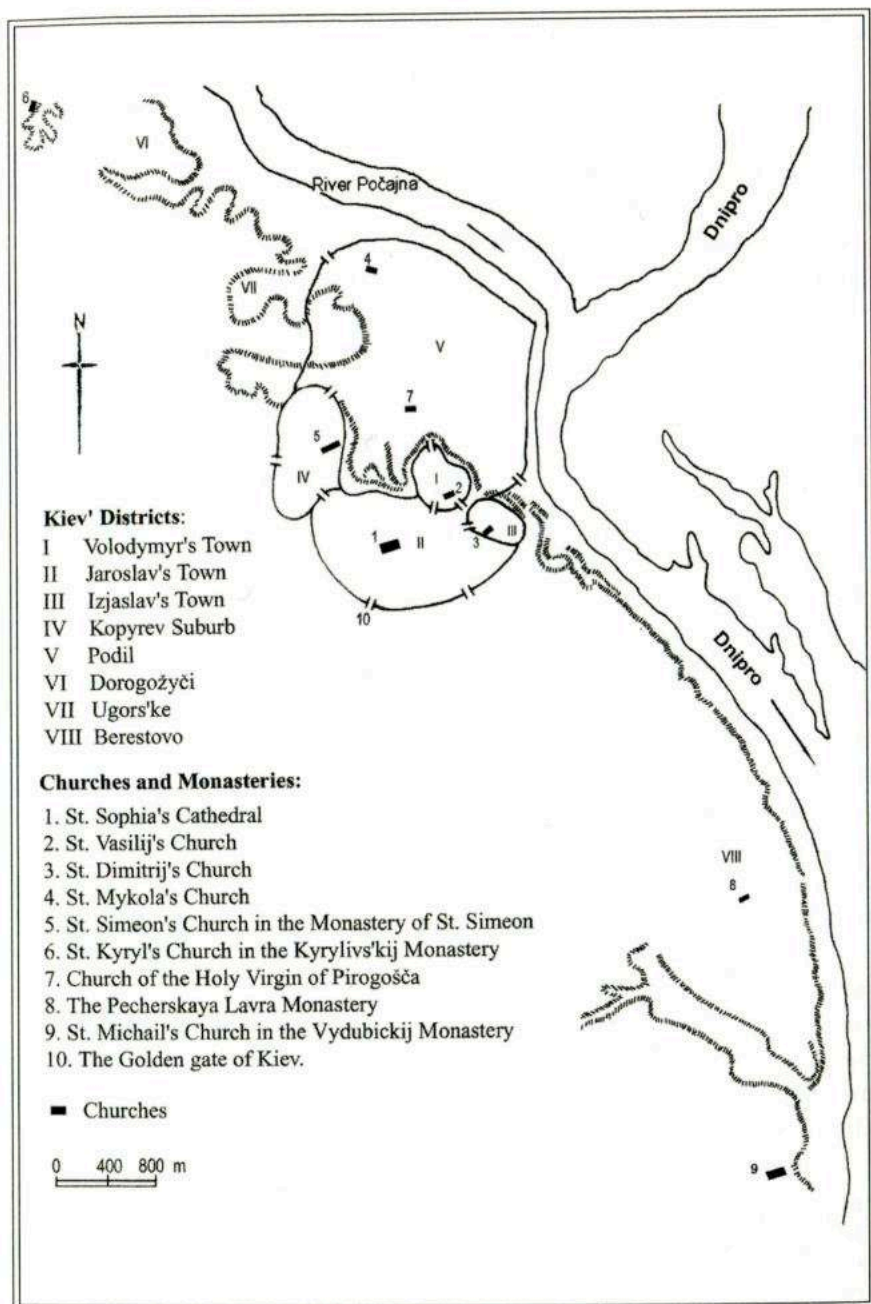 6
VI
River Počajna
Dnipro
4
VII
N
V
7
5
I
2
IV
1
II
3
III
10
Kiev' Districts:
I Volodymyr's Town
II Jaroslav's Town
III Izjaslav's Town
IV Kopyrev Suburb
V Podil
VI Dorogožyči
VII Ugors'ke
VIII Berestovo
Dnipro
Churches and Monasteries:
1. St. Sophia's Cathedral
2. St. Vasilij's Church
3. St. Dimitrij's Church
4. St. Mykola's Church
5. St. Simeon's Church in the Monastery of St. Simeon
6. St. Kyryl's Church in the Kyrylivs'kij Monastery
7. Church of the Holy Virgin of Pirogošča
8. The Pecherskaya Lavra Monastery
9. St. Michail's Church in the Vydubickij Monastery
10. The Golden gate of Kiev.
VIII
8
Churches
0 400 800 m
9